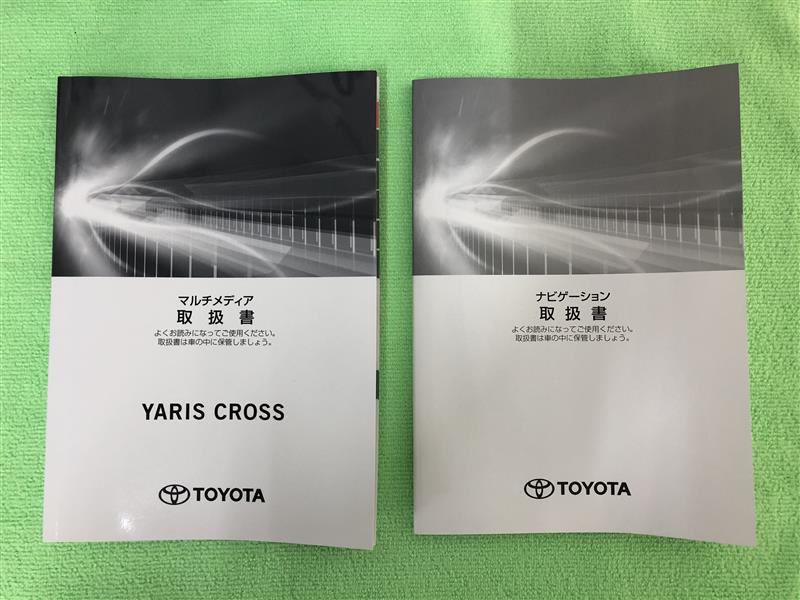 マルチメディア
取扱書
よくお読みになってご使用ください。
取扱書は車の中に保管しましょう。
YARIS CROSS
TOYOTA
ナビゲーション
取扱書
よくお読みになってご使用ください。
取扱書は車の中に保管しましょう。
TOYOTA